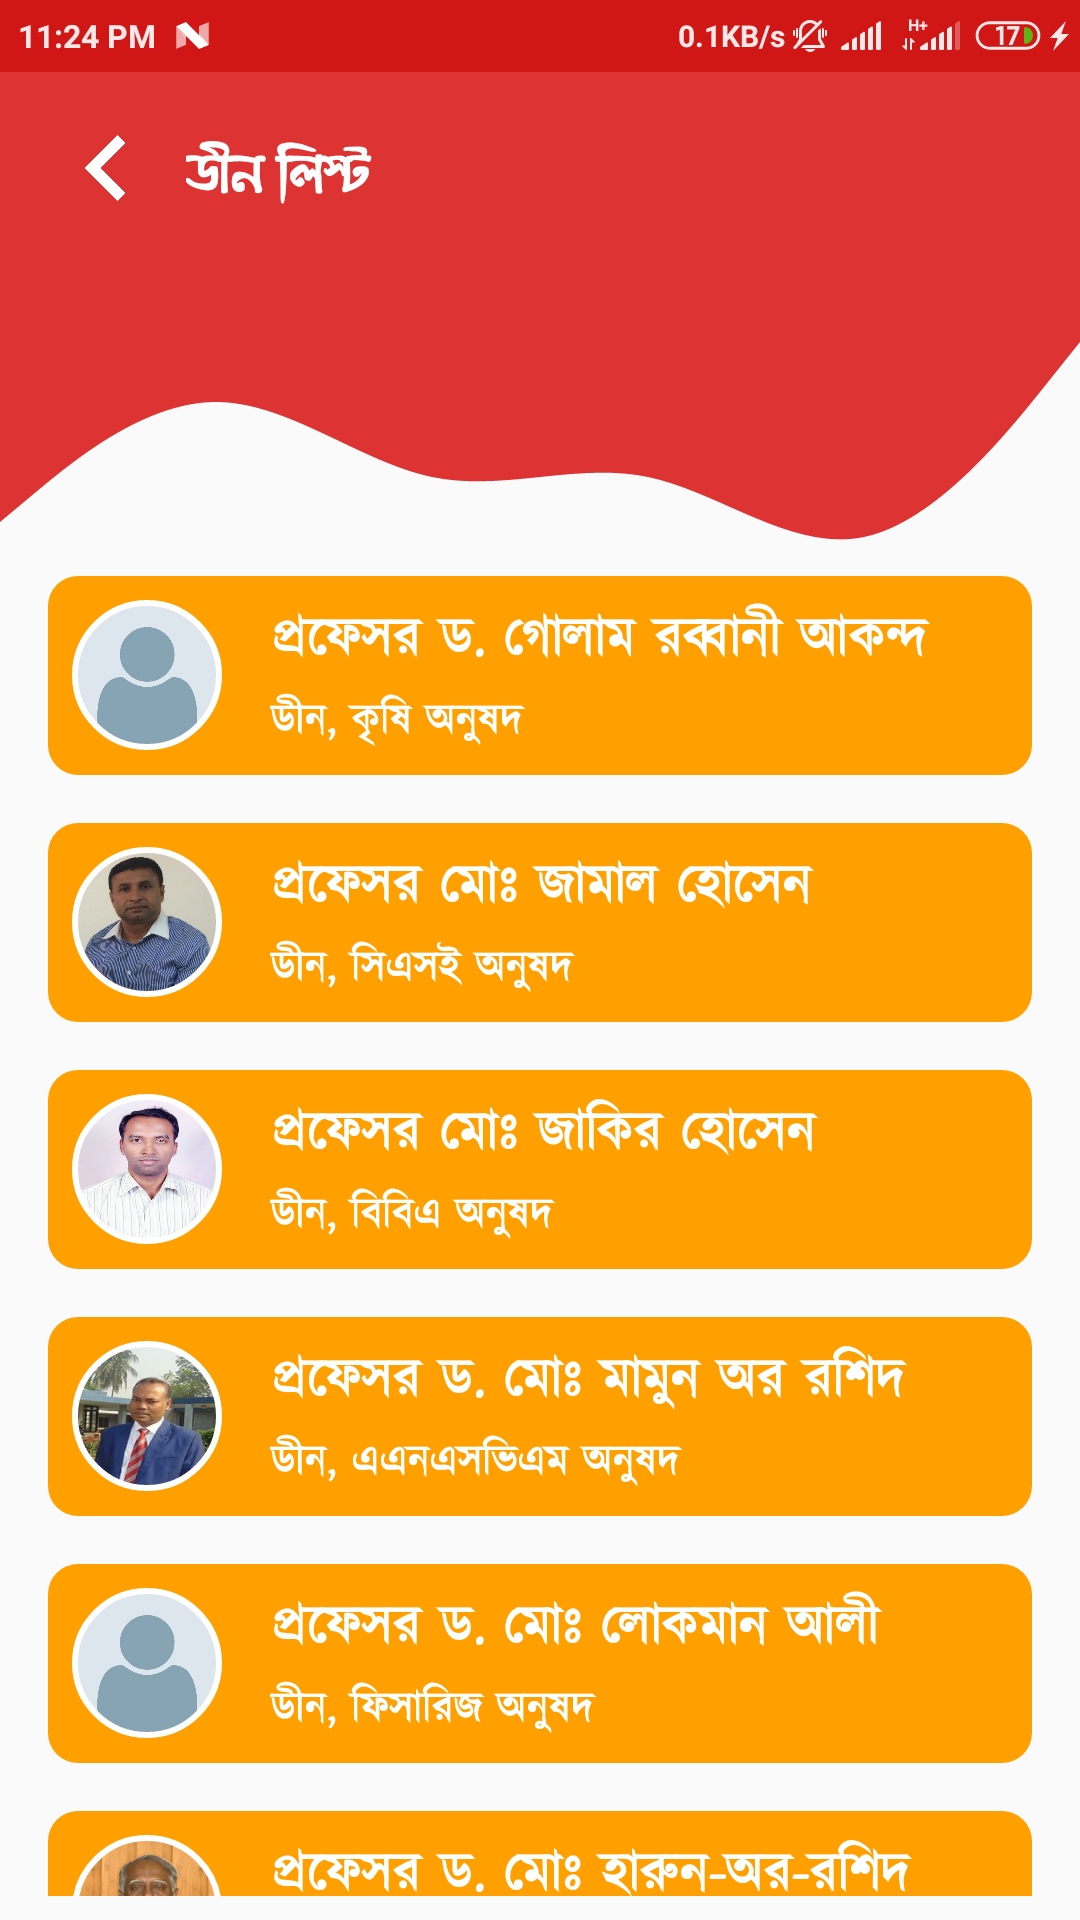 11:24 PM 0.1KB/s H+ 17
ডীন লিস্ট
প্রফেসর ড. গোলাম রব্বানী আকন্দ
ডীন, কৃষি অনুষদ
প্রফেসর মোঃ জামাল হোসেন
ডীন, সিএসই অনুষদ
প্রফেসর মোঃ জাকির হোসেন
ডীন, বিবিএ অনুষদ
প্রফেসর ড. মোঃ মামুন অর রশিদ
ডীন, এএনএসভিএম অনুষদ
প্রফেসর ড. মোঃ লোকমান আলী
ডীন, ফিসারিজ অনুষদ
প্রফেসর ড. মোঃ হারুন-অর-রশিদ